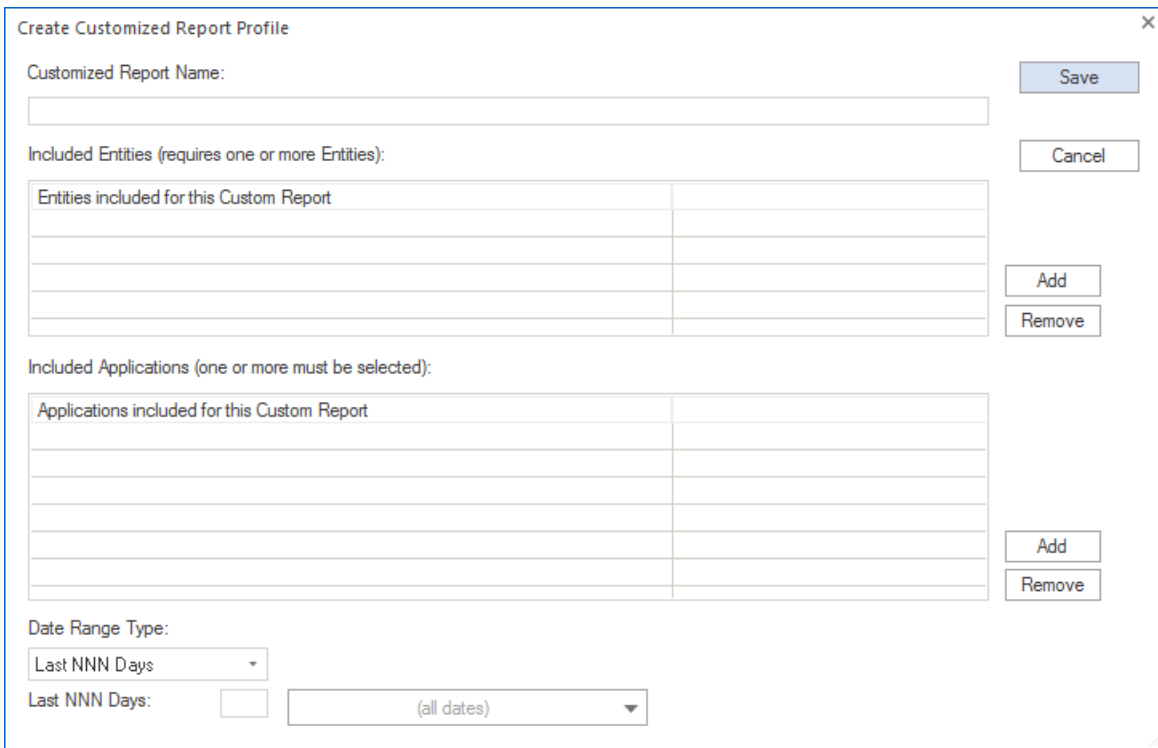 Create Customized Report Profile
Customized Report Name:
Save
Included Entities (requires one or more Entities):
Cancel
Entities included for this Custom Report
Add
Remove
Included Applications (one or more must be selected):
Applications included for this Custom Report
Add
Remove
Date Range Type:
Last NNN Days
Last NNN Days:
(all dates)